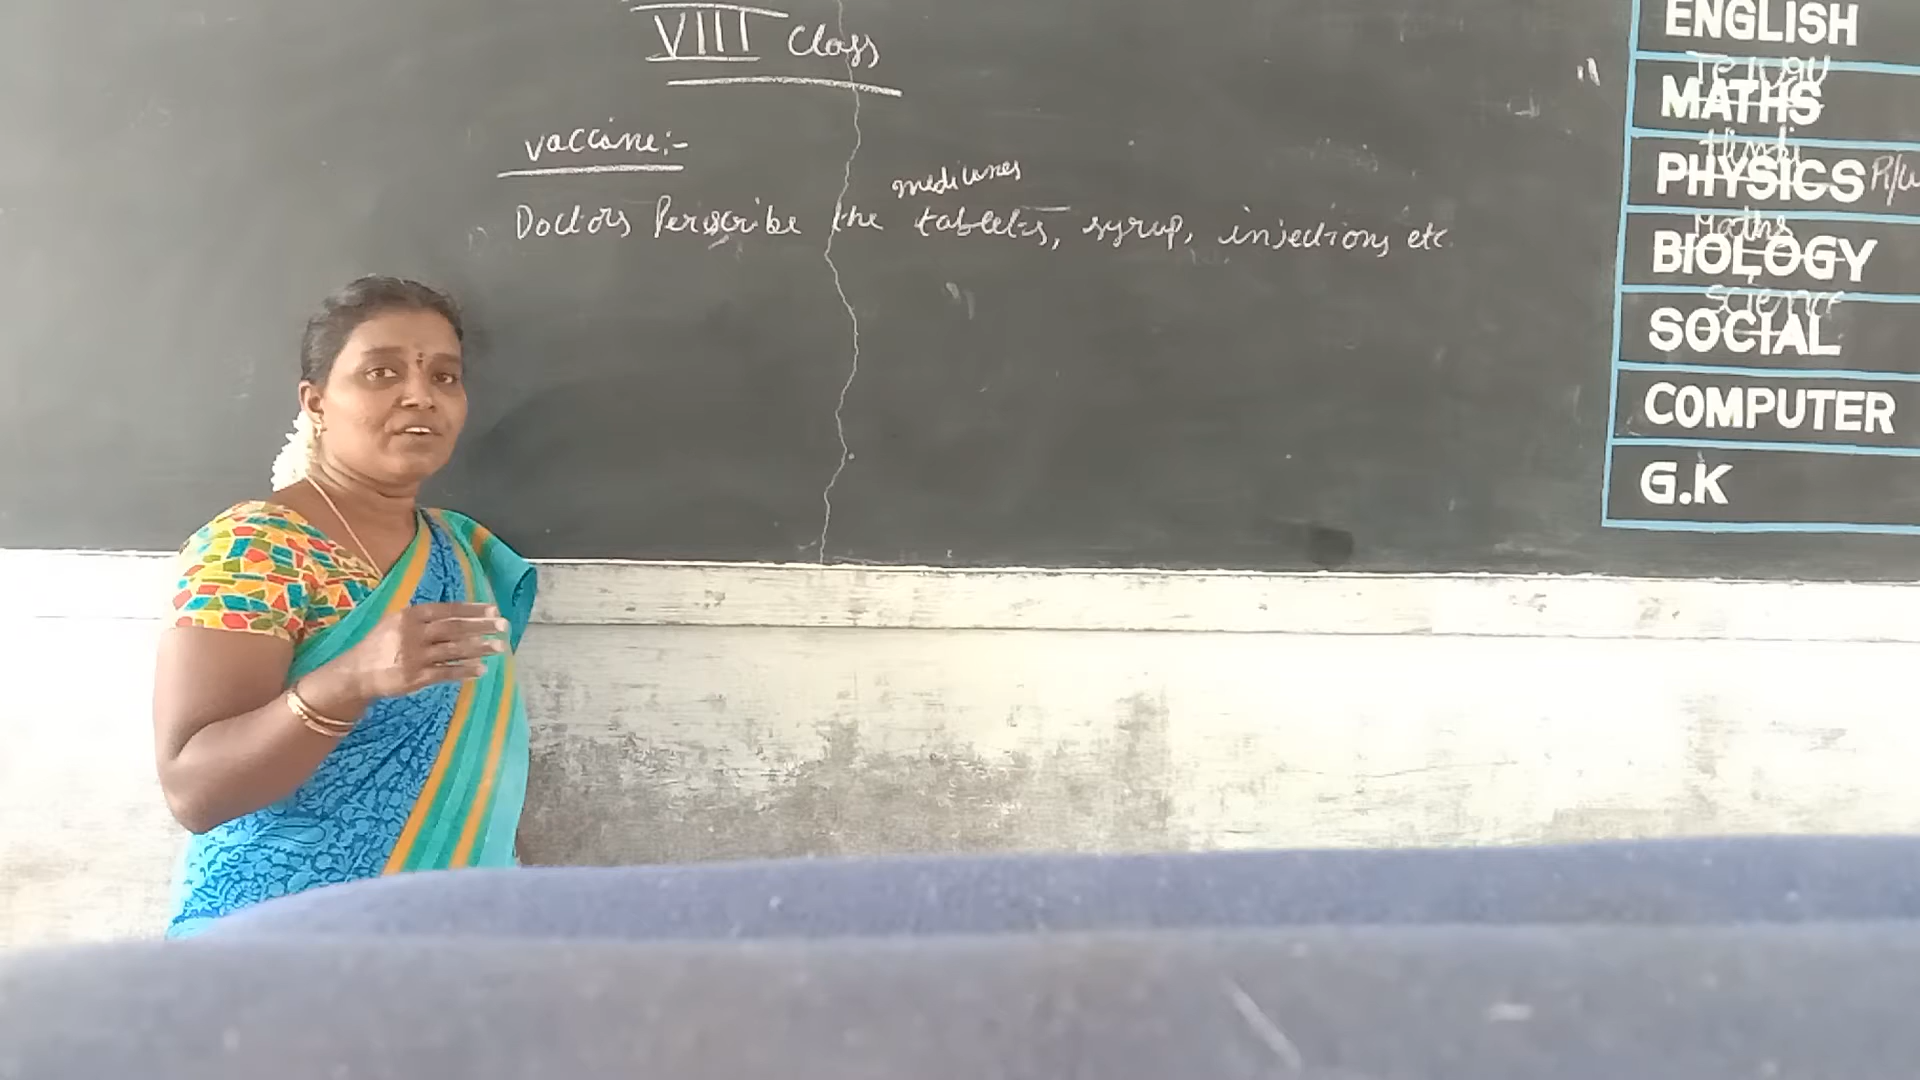 VIII Class
vaccine:-
medicines
Doctors Perscribe the tablets, syrup, injections etc
ENGLISH
Telugu
MATHS
Hindi
PHYSICS
Maths
BIOLOGY
Science
SOCIAL
COMPUTER
G.K